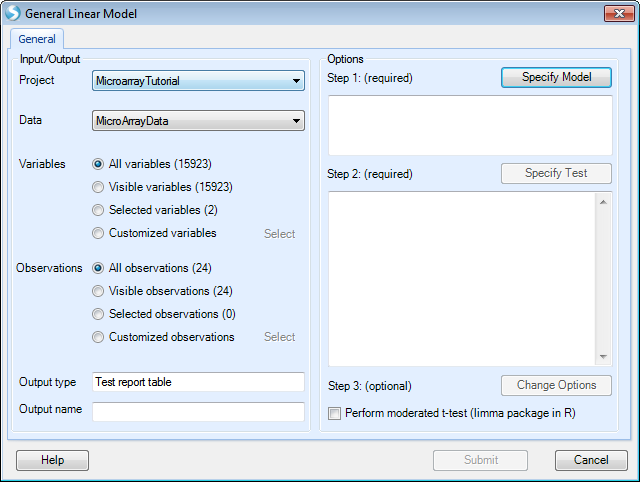 General Linear Model
General
Input/Output
Project
MicroarrayTutorial
Data
MicroArrayData
Variables
All variables (15923)
Visible variables (15923)
Selected variables (2)
Customized variables
Select
Observations
All observations (24)
Visible observations (24)
Selected observations (0)
Customized observations
Select
Output type
Test report table
Output name
Options
Step 1: (required)
Specify Model
Step 2: (required)
Specify Test
Step 3: (optional)
Change Options
Perform moderated t-test (limma package in R)
Help
Submit
Cancel